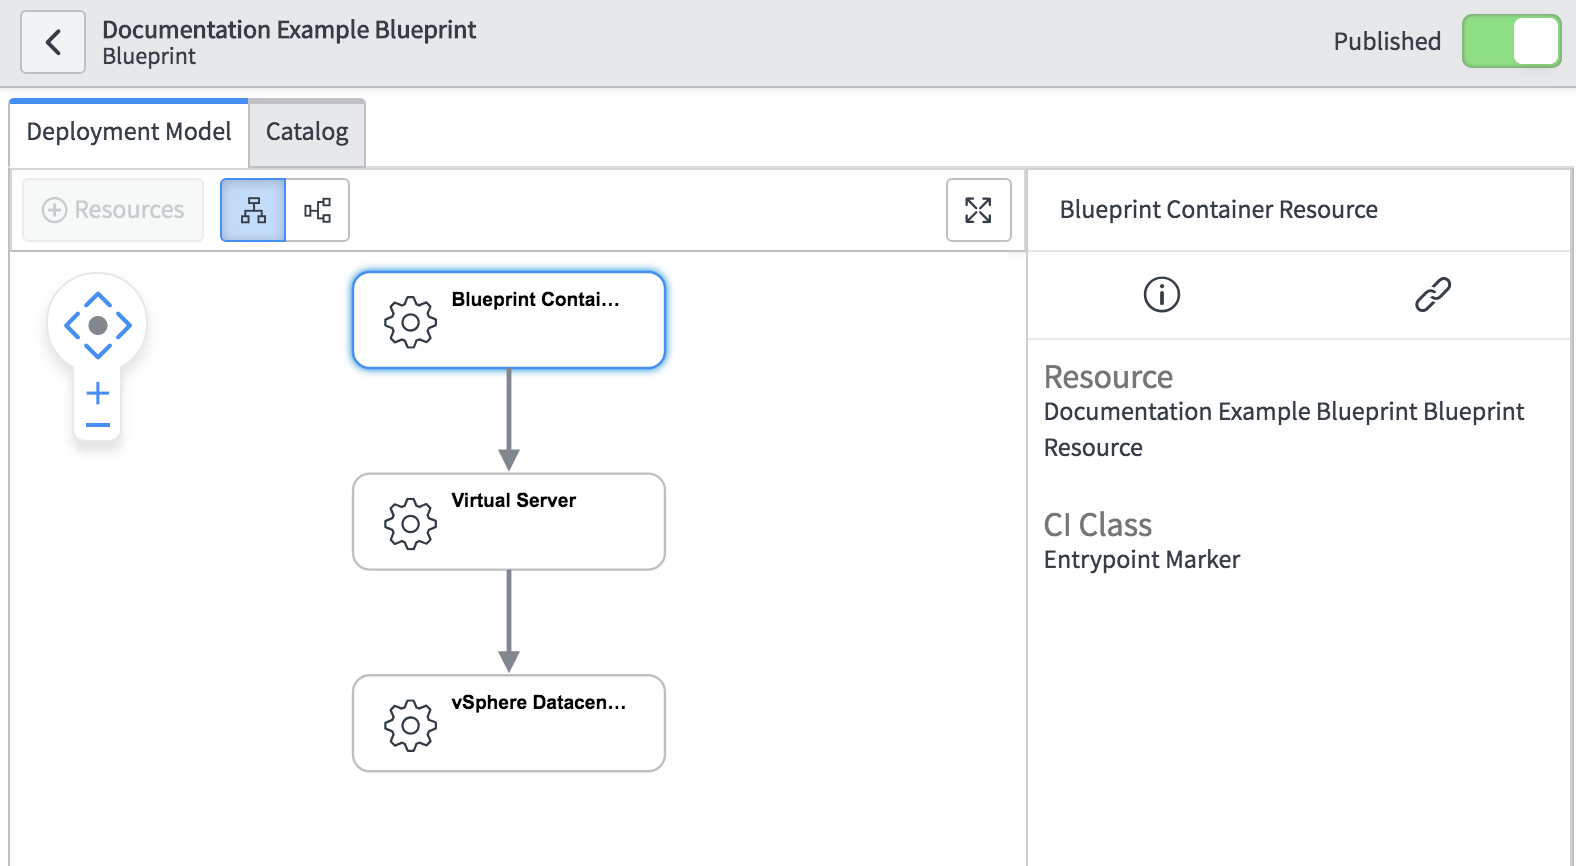 Documentation Example Blueprint
Blueprint
Published
Deployment Model
Catalog
Resources
Blueprint Container Resource
Blueprint Contai...
Virtual Server
vSphere Datacen...
Resource
Documentation Example Blueprint Blueprint
Resource
CI Class
Entrypoint Marker